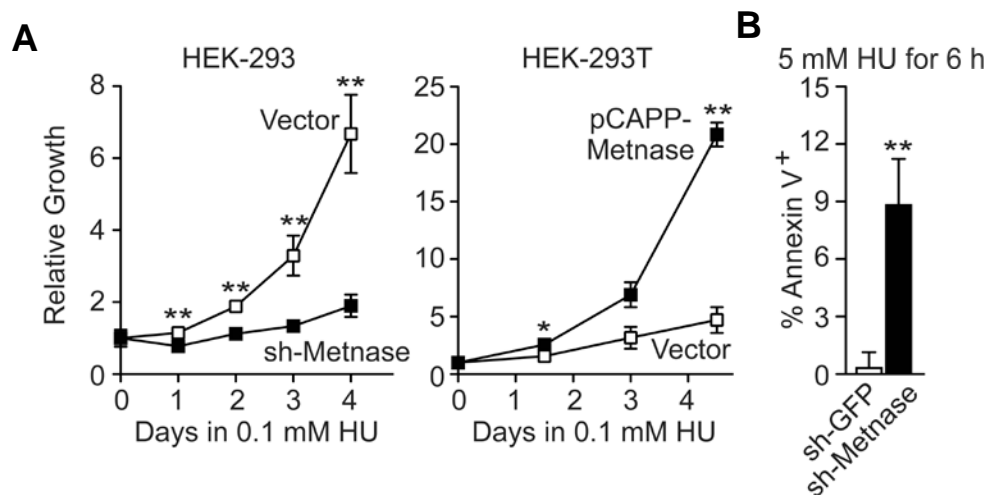 A
HEK-293
Relative Growth
8
6
4
2
0
**
**
**
**
Vector
sh-Metnase
0 1 2 3 4
Days in 0.1 mM HU
HEK-293T
25
20
15
10
5
0
**
*
pCAPP-
Metnase
Vector
0 1 2 3 4
Days in 0.1 mM HU
B
5 mM HU for 6 h
% Annexin V+
15
12
9
6
3
0
**
sh-GFP
sh-Metnase